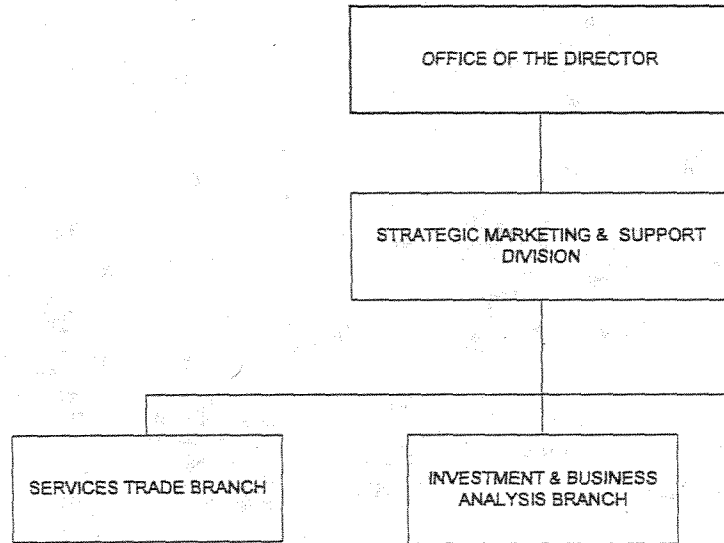 OFFICE OF THE DIRECTOR
STRATEGIC MARKETING & SUPPORT
DIVISION
SERVICES TRADE BRANCH
INVESTMENT & BUSINESS
ANALYSIS BRANCH